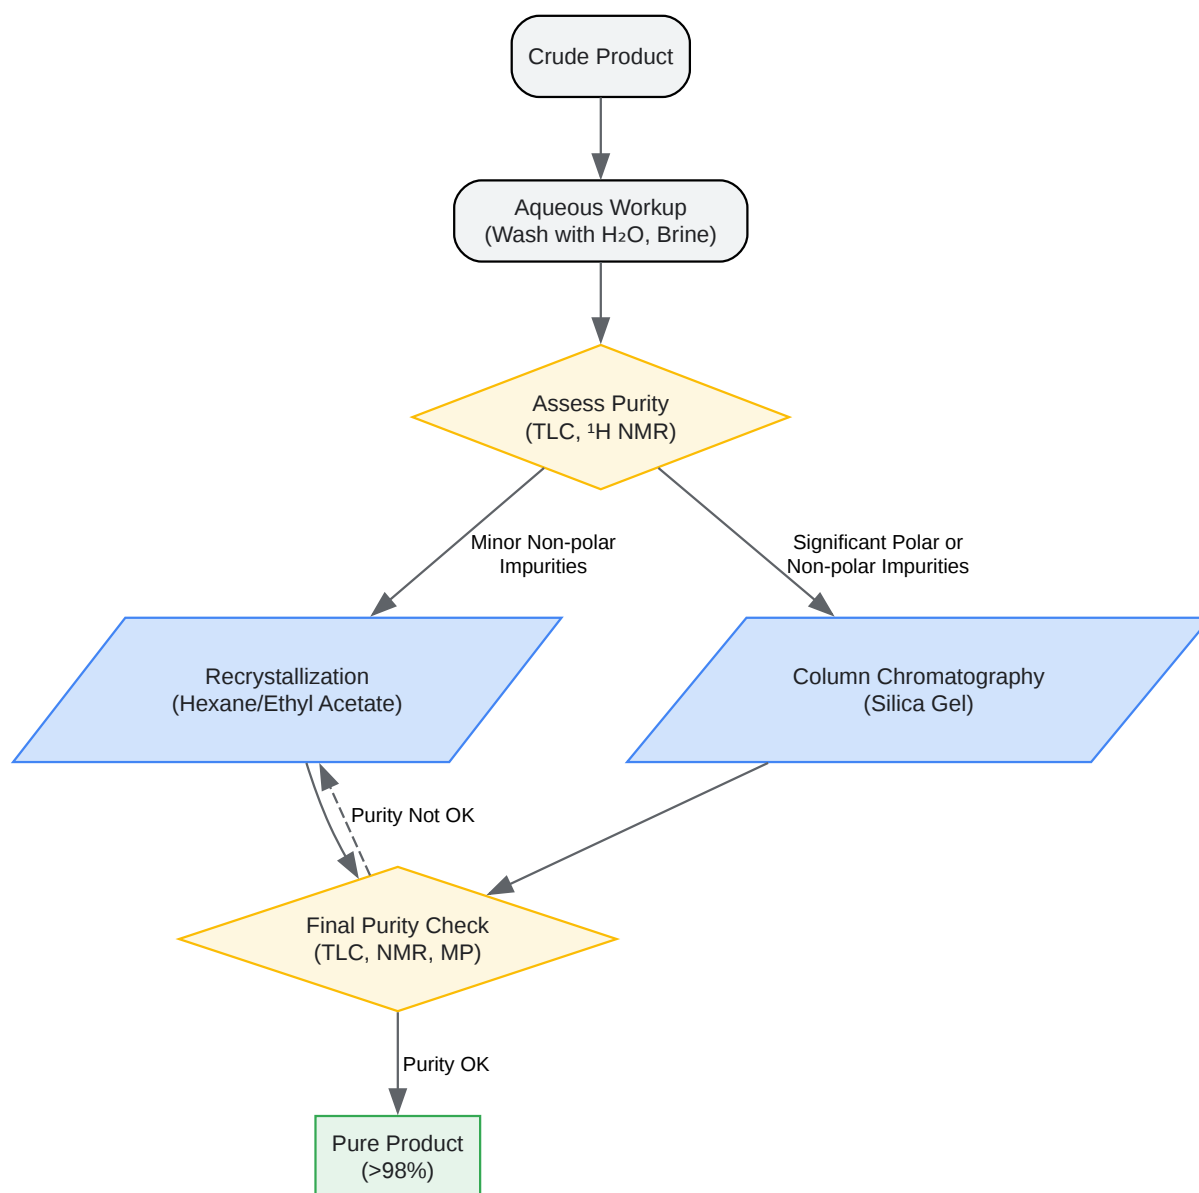 Crude Product
Aqueous Workup
(Wash with H₂O, Brine)
Assess Purity
(TLC, ¹H NMR)
Minor Non-polar
Impurities
Significant Polar or
Non-polar Impurities
Recrystallization
(Hexane/Ethyl Acetate)
Column Chromatography
(Silica Gel)
Purity Not OK
Final Purity Check
(TLC, NMR, MP)
Purity OK
Pure Product
(>98%)